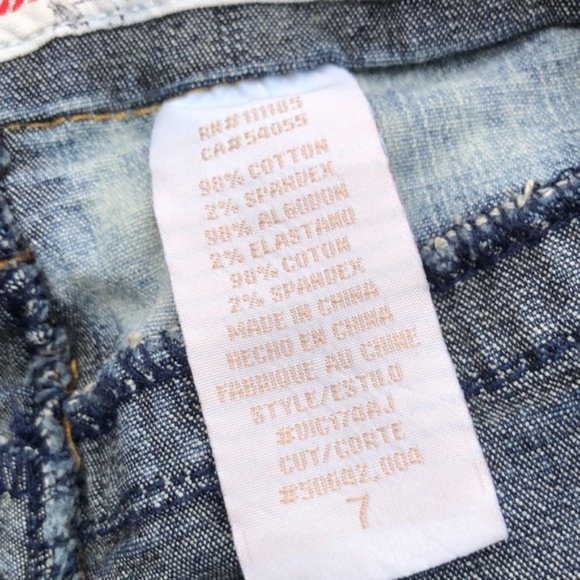 RN#111185
CA#54055
98% COTTON
2% SPANDEX
98% ALGODON
2% ELASTANO
98% COTON
2% SPANDEX
MADE IN CHINA
HECHO EN CHINA
FABRIQUE AU CHINE
STYLE/ESTILO
CUT/CORTE
7